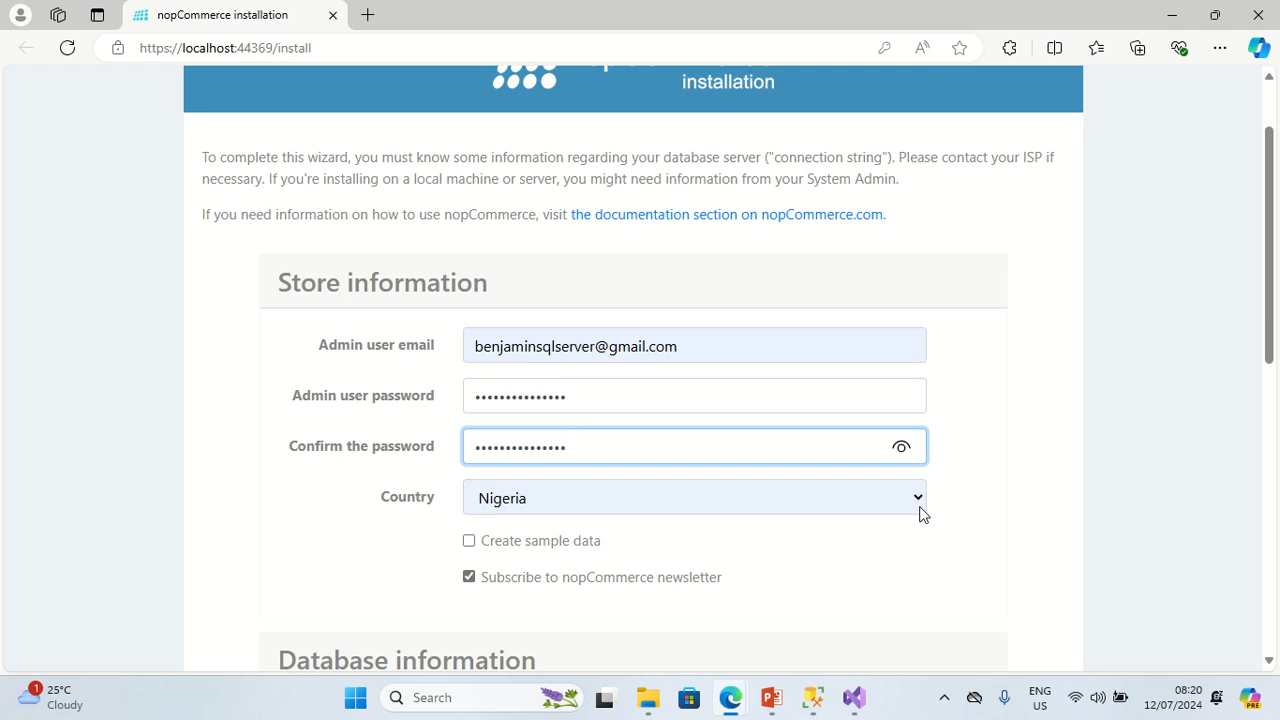 nopCommerce installation
https://localhost:44369/install
installation
To complete this wizard, you must know some information regarding your database server ("connection string"). Please contact your ISP if
necessary. If you're installing on a local machine or server, you might need information from your System Admin.
If you need information on how to use nopCommerce, visit the documentation section on nopCommerce.com.
Store information
Admin user email
benjaminsqlserver@gmail.com
Admin user password
•••••••••••••••
Confirm the password
•••••••••••••••
Country
Nigeria
Create sample data
Subscribe to nopCommerce newsletter
Database information
1
25°C
Cloudy
Search
ENG
US
08:20
12/07/2024
PRE